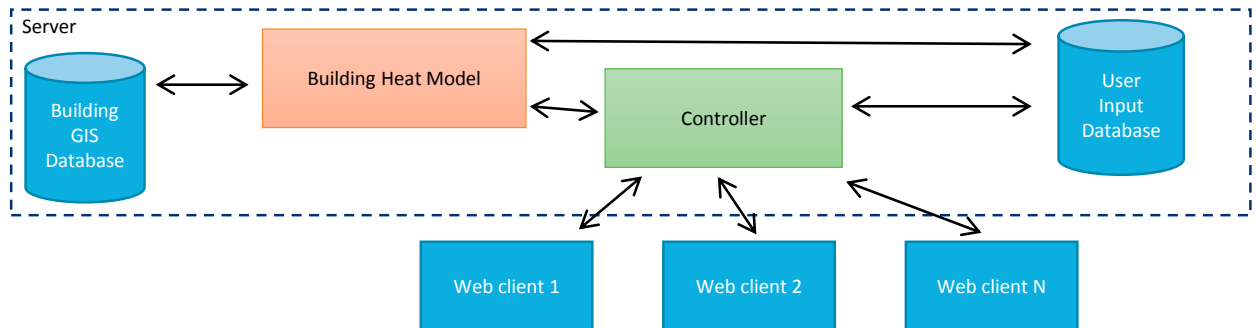 Server
Building
GIS
Database
Building Heat Model
Controller
User
Input
Database
Web client 1
Web client 2
Web client N